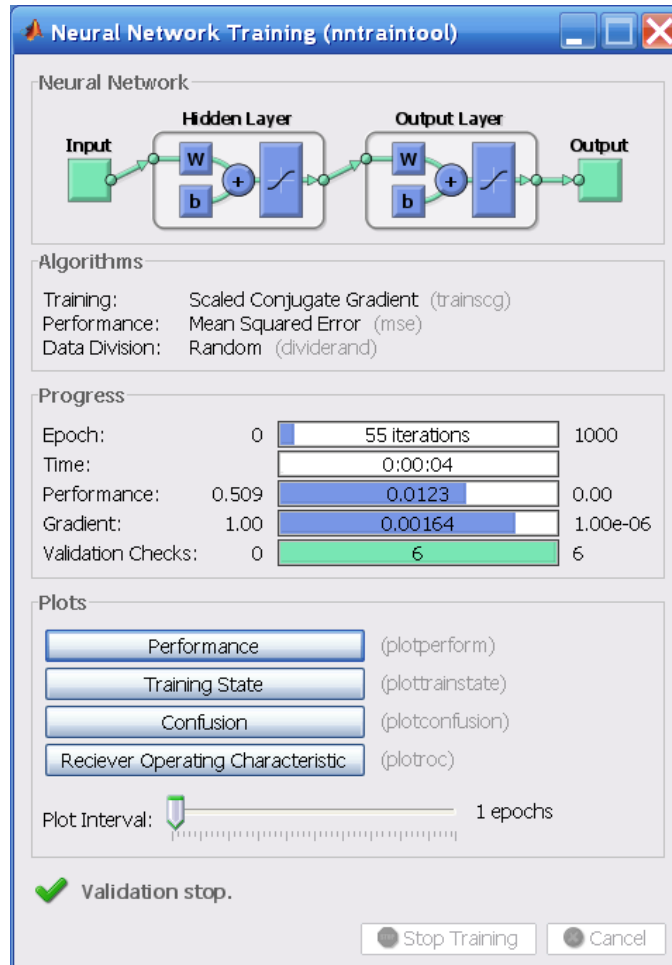 Neural Network Training (nntraintool)
Neural Network
Hidden Layer Output Layer
Input Output
W W
+ +
b b
Algorithms
Training: Scaled Conjugate Gradient (trainscg)
Performance: Mean Squared Error (mse)
Data Division: Random (dividerand)
Progress
Epoch: 0 55 iterations 1000
Time: 0:00:04
Performance: 0.509 0.0123 0.00
Gradient: 1.00 0.00164 1.00e-06
Validation Checks: 0 6 6
Plots
Performance (plotperform)
Training State (plottrainstate)
Confusion (plotconfusion)
Reciever Operating Characteristic (plotroc)
Plot Interval: 1 epochs
Validation stop.
Stop Training Cancel